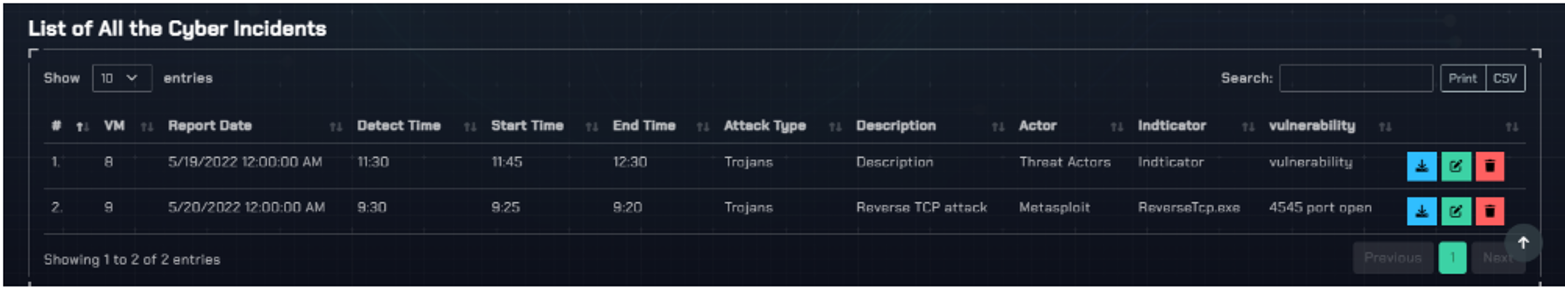 List of All the Cyber Incidents
Show 10 entries Search: Print CSV
# VM Report Date Detect Time Start Time End Time Attack Type Description Actor Indticator vulnerability
1. 8 5/19/2022 12:00:00 AM 11:30 11:45 12:30 Trojans Description Threat Actors Indticator vulnerability
2. 9 5/20/2022 12:00:00 AM 9:30 9:25 9:20 Trojans Reverse TCP attack Metasploit ReverseTcp.exe 4545 port open
Showing 1 to 2 of 2 entries Previous 1 Next